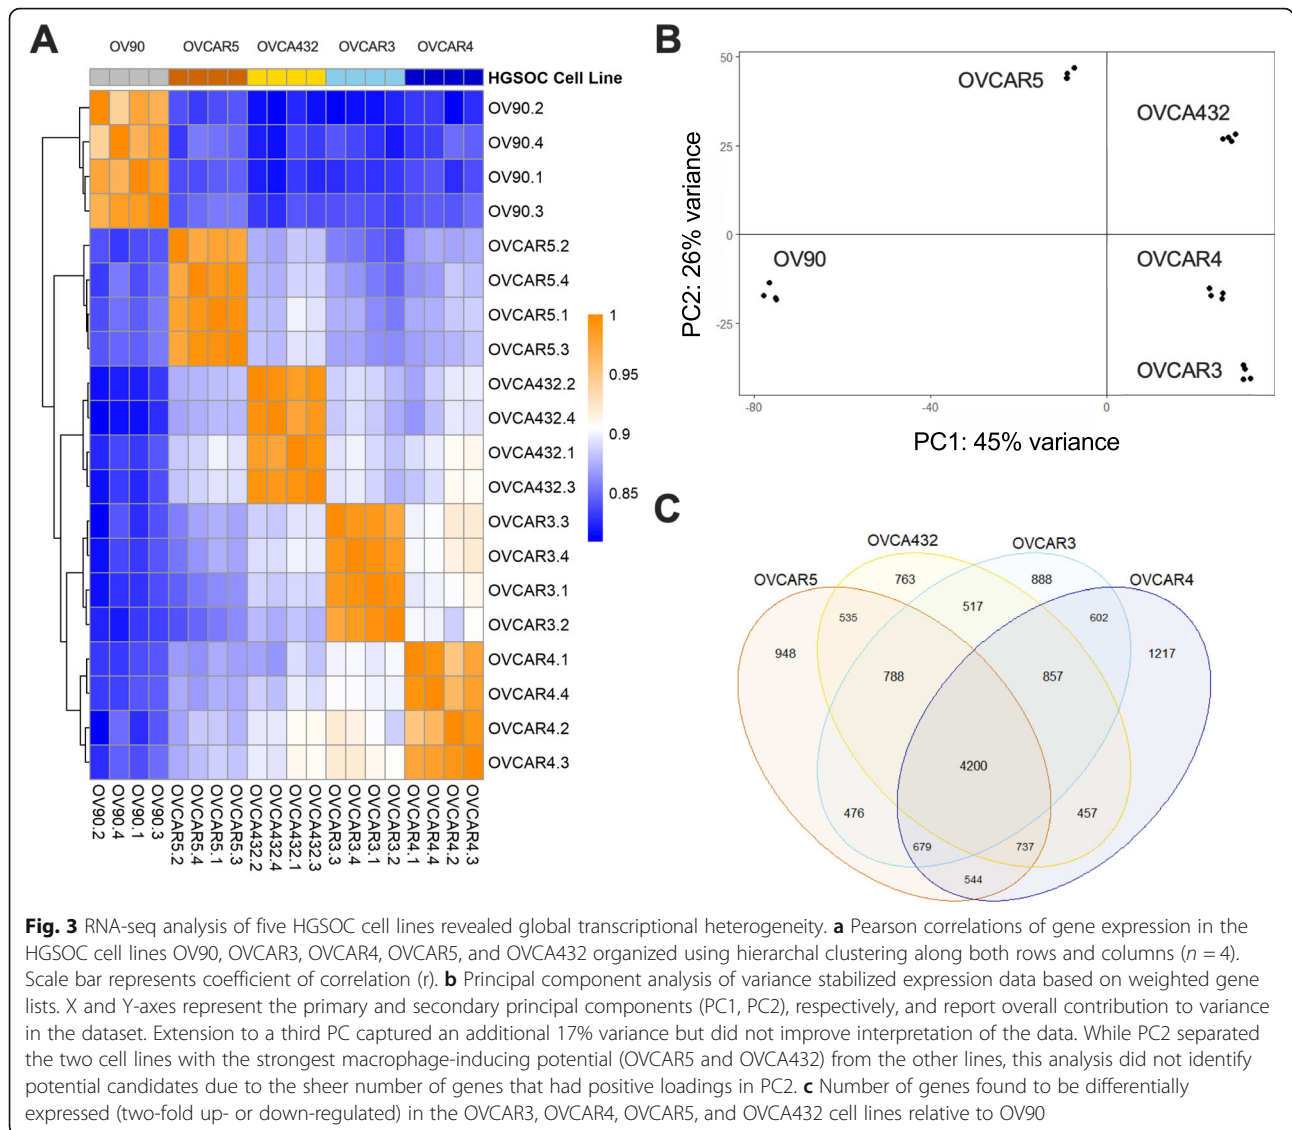 A
OV90 OVCAR5 OVCA432 OVCAR3 OVCAR4
HGSOC Cell Line
OV90.2
OV90.4
OV90.1
OV90.3
OVCAR5.2
OVCAR5.4
OVCAR5.1
OVCAR5.3
OVCA432.2
OVCA432.4
OVCA432.1
OVCA432.3
OVCAR3.3
OVCAR3.4
OVCAR3.1
OVCAR3.2
OVCAR4.1
OVCAR4.4
OVCAR4.2
OVCAR4.3
OV90.2
OV90.4
OV90.1
OV90.3
OVCAR5.2
OVCAR5.4
OVCAR5.1
OVCAR5.3
OVCA432.2
OVCA432.4
OVCA432.1
OVCA432.3
OVCAR3.3
OVCAR3.4
OVCAR3.1
OVCAR3.2
OVCAR4.1
OVCAR4.4
OVCAR4.2
OVCAR4.3
1
0.95
0.9
0.85
B
PC2: 26% variance
50
25
0
-25
OVCAR5
OVCA432
OV90
OVCAR4
OVCAR3
-80 -40 0
PC1: 45% variance
C
OVCAR5
OVCA432
OVCAR3
OVCAR4
763
888
535
517
602
948
1217
788
857
4200
476
457
679
737
544
Fig. 3 RNA-seq analysis of five HGSOC cell lines revealed global transcriptional heterogeneity. a Pearson correlations of gene expression in the
HGSOC cell lines OV90, OVCAR3, OVCAR4, OVCAR5, and OVCA432 organized using hierarchal clustering along both rows and columns (n = 4).
Scale bar represents coefficient of correlation (r). b Principal component analysis of variance stabilized expression data based on weighted gene
lists. X and Y-axes represent the primary and secondary principal components (PC1, PC2), respectively, and report overall contribution to variance
in the dataset. Extension to a third PC captured an additional 17% variance but did not improve interpretation of the data. While PC2 separated
the two cell lines with the strongest macrophage-inducing potential (OVCAR5 and OVCA432) from the other lines, this analysis did not identify
potential candidates due to the sheer number of genes that had positive loadings in PC2. c Number of genes found to be differentially
expressed (two-fold up- or down-regulated) in the OVCAR3, OVCAR4, OVCAR5, and OVCA432 cell lines relative to OV90